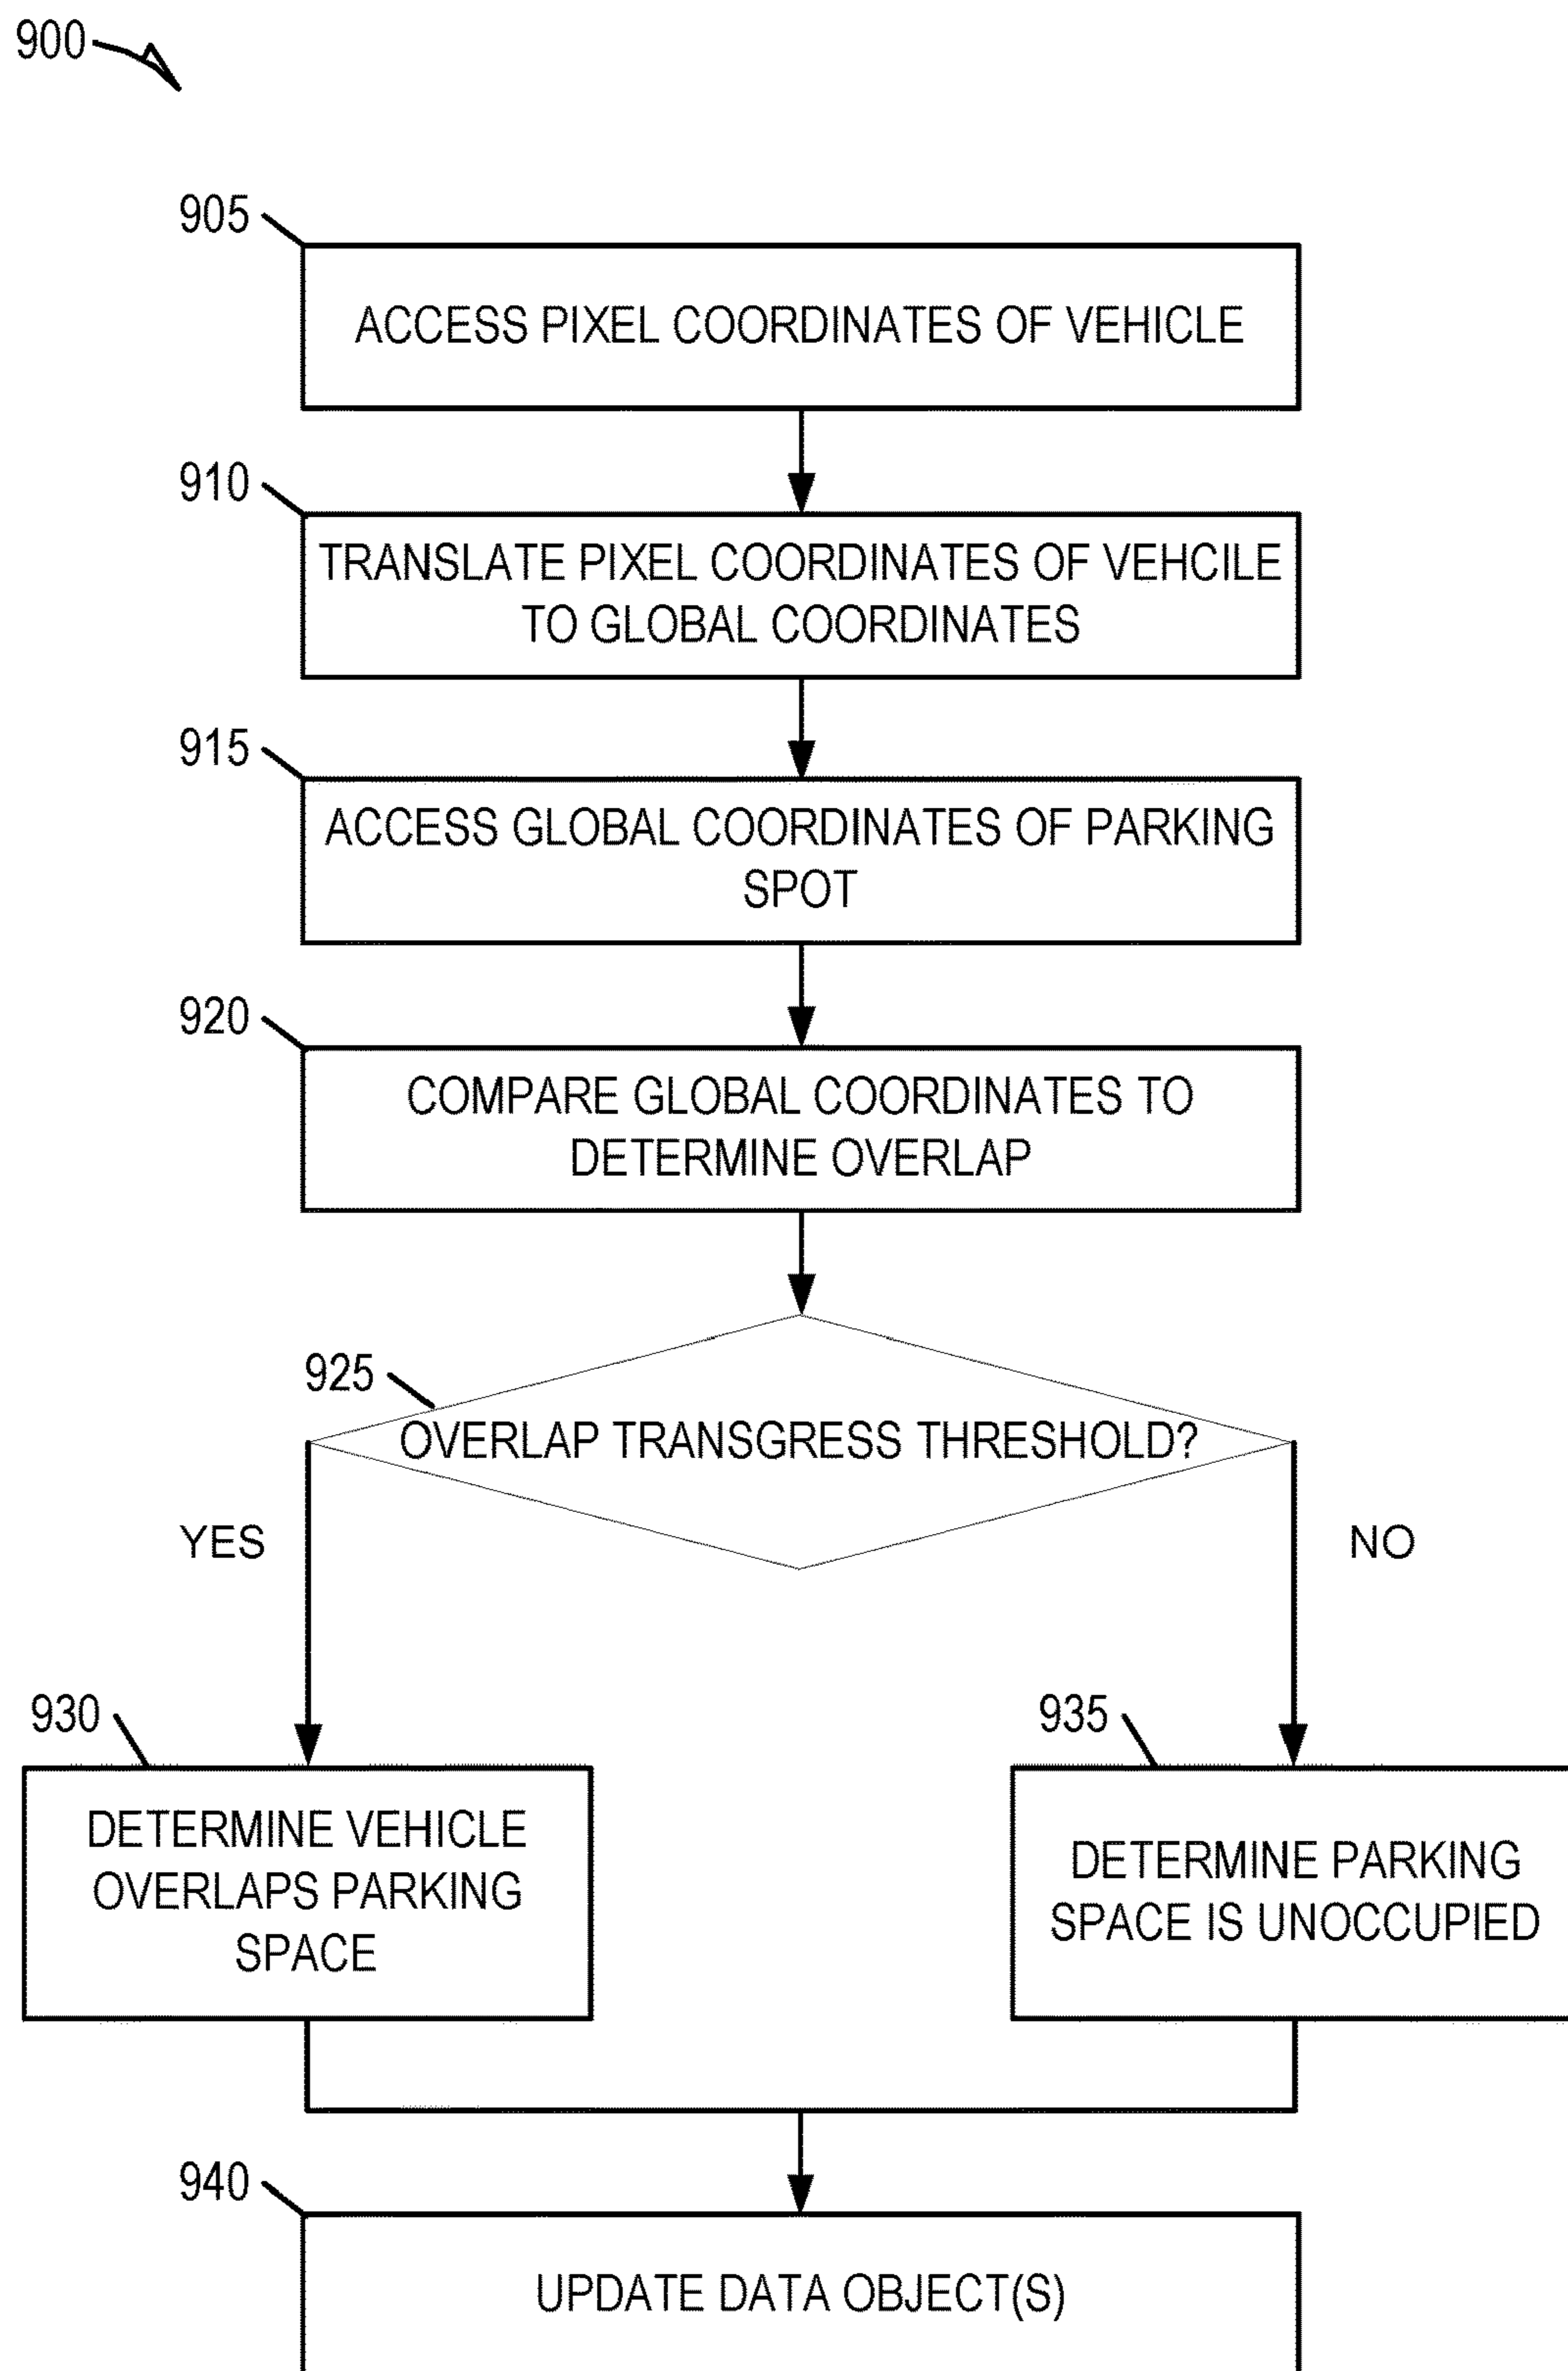 900
905
ACCESS PIXEL COORDINATES OF VEHICLE
910
TRANSLATE PIXEL COORDINATES OF VEHCILE
TO GLOBAL COORDINATES
915
ACCESS GLOBAL COORDINATES OF PARKING
SPOT
920
COMPARE GLOBAL COORDINATES TO
DETERMINE OVERLAP
925
OVERLAP TRANSGRESS THRESHOLD?
YES
NO
930
DETERMINE VEHICLE
OVERLAPS PARKING
SPACE
935
DETERMINE PARKING
SPACE IS UNOCCUPIED
940
UPDATE DATA OBJECT(S)